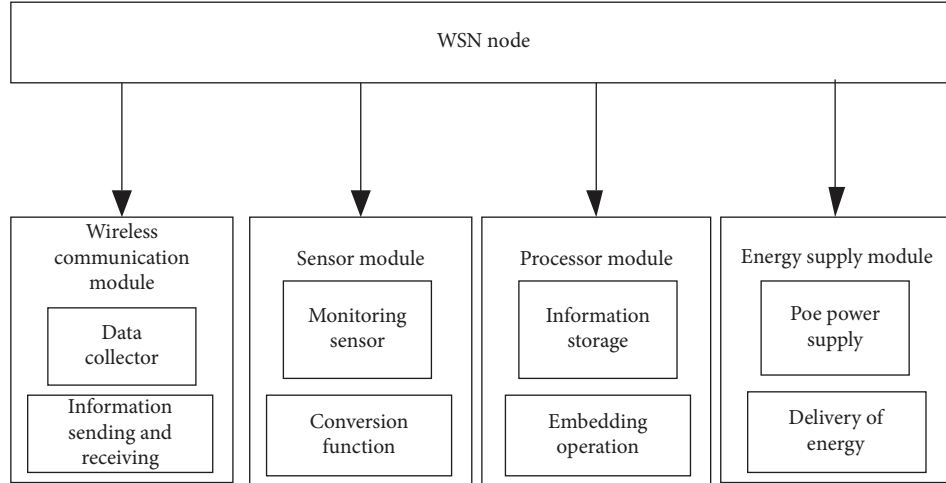 WSN node
Wireless
communication
module
Data
collector
Information
sending and
receiving
Sensor module
Monitoring
sensor
Conversion
function
Processor module
Information
storage
Embedding
operation
Energy supply module
Poe power
supply
Delivery of
energy